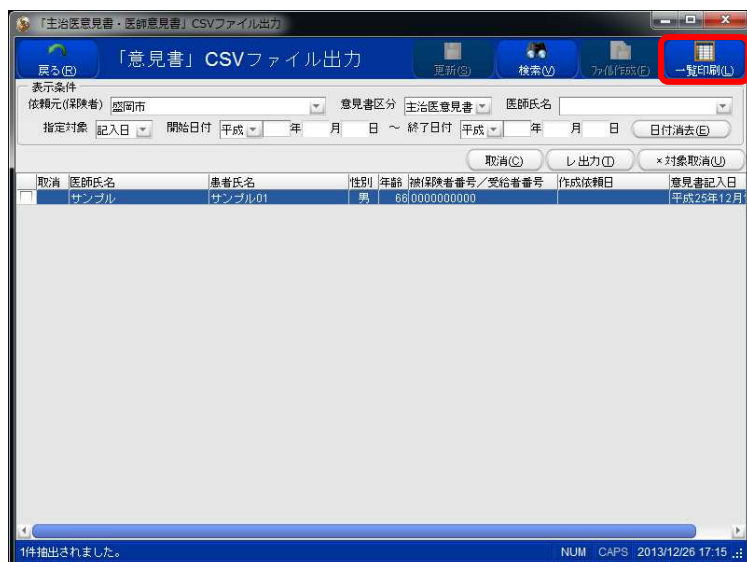 「主治医意見書・医師意見書」CSVファイル出力
戻る(R) 「意見書」CSVファイル出力 更新(S) 検索(V) ファイル作成(F) 一覧印刷(L)
表示条件
依頼元(保険者) 盛岡市 意見書区分 主治医意見書 医師氏名
指定対象 記入日 開始日付 平成 年 月 日 ～ 終了日付 平成 年 月 日 日付消去(E)
取消(C) レ出力(I) ×対象取消(U)
取消 医師氏名 患者氏名 性別 年齢 被保険者番号／受給者番号 作成依頼日 意見書記入日
サンプル サンプル01 男 66 0000000000 平成25年12月
1件抽出されました。 NUM CAPS 2013/12/26 17:15